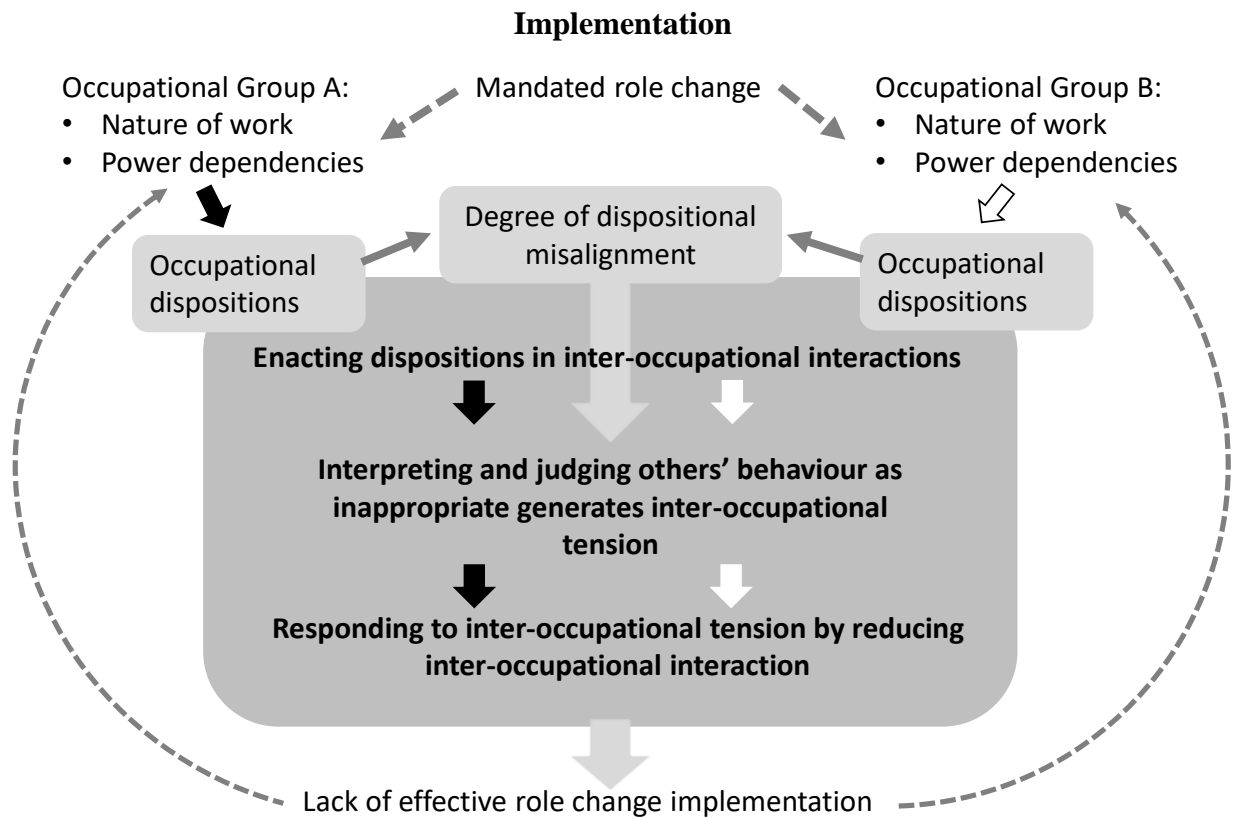 Implementation
Occupational Group A:
• Nature of work
• Power dependencies
Mandated role change
Occupational Group B:
• Nature of work
• Power dependencies
Occupational
dispositions
Degree of dispositional
misalignment
Occupational
dispositions
Enacting dispositions in inter-occupational interactions
Interpreting and judging others’ behaviour as
inappropriate generates inter-occupational
tension
Responding to inter-occupational tension by reducing
inter-occupational interaction
Lack of effective role change implementation